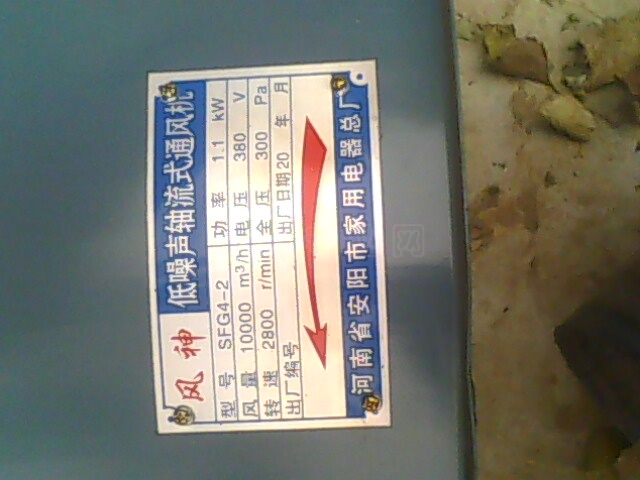 风神 低噪声轴流式通风机
型号 SFG4-2 功率 1.1 kW
风量 10000 m³/h 电压 380 V
转速 2800 r/min 全压 300 Pa
出厂编号 出厂日期20 年 月
河南省安阳市家用电器总厂